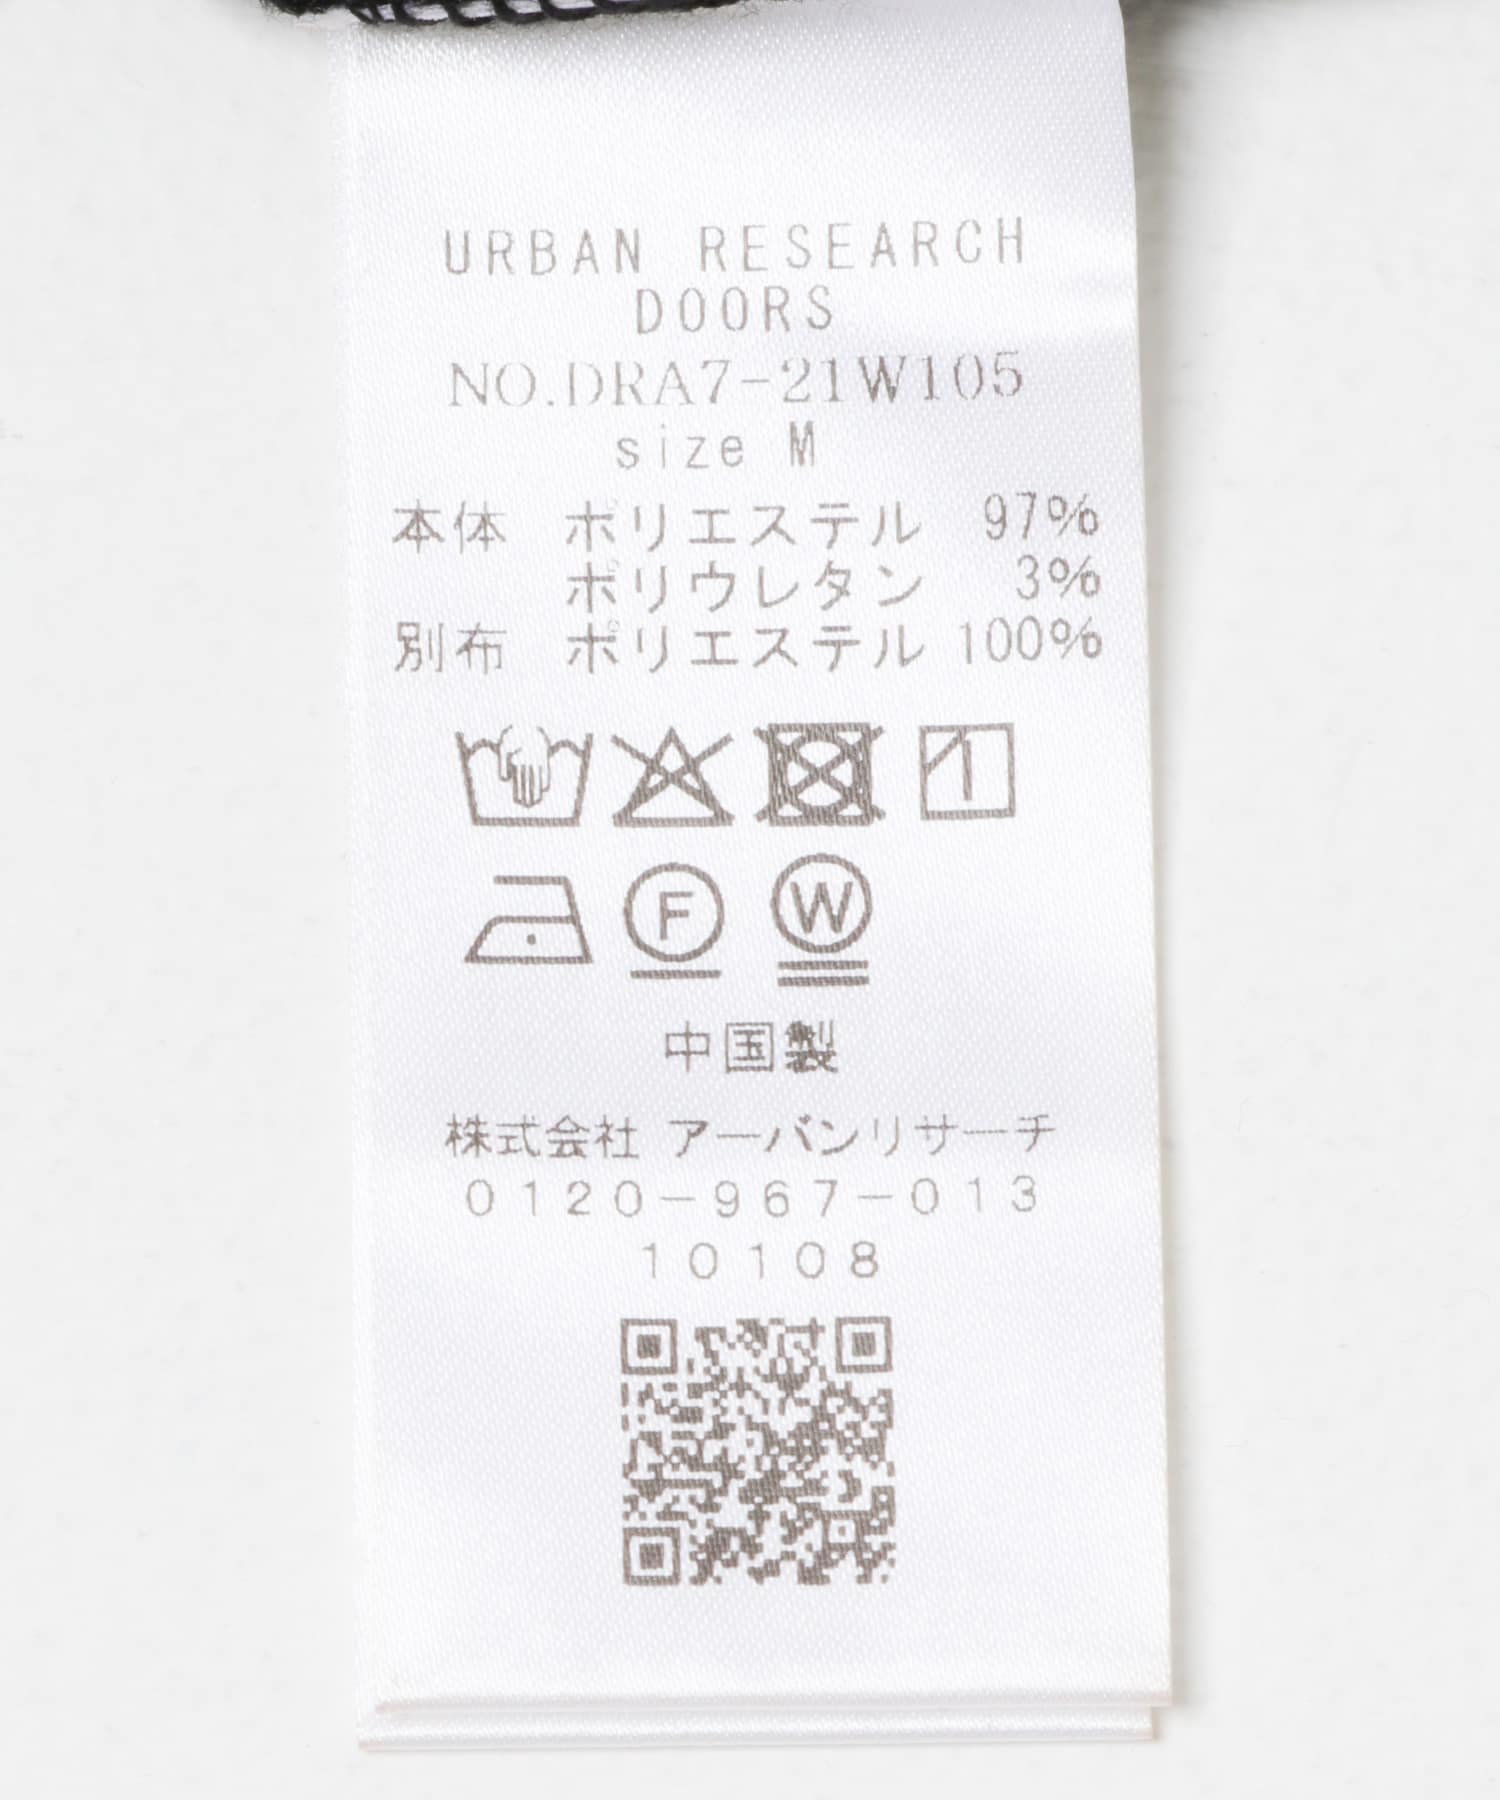 URBAN RESEARCH
DOORS
NO.DRA7-21W105
size M
本体 ポリエステル 97%
ポリウレタン 3%
別布 ポリエステル 100%
F W
中国製
株式会社 アーバンリサーチ
0120-967-013
10108